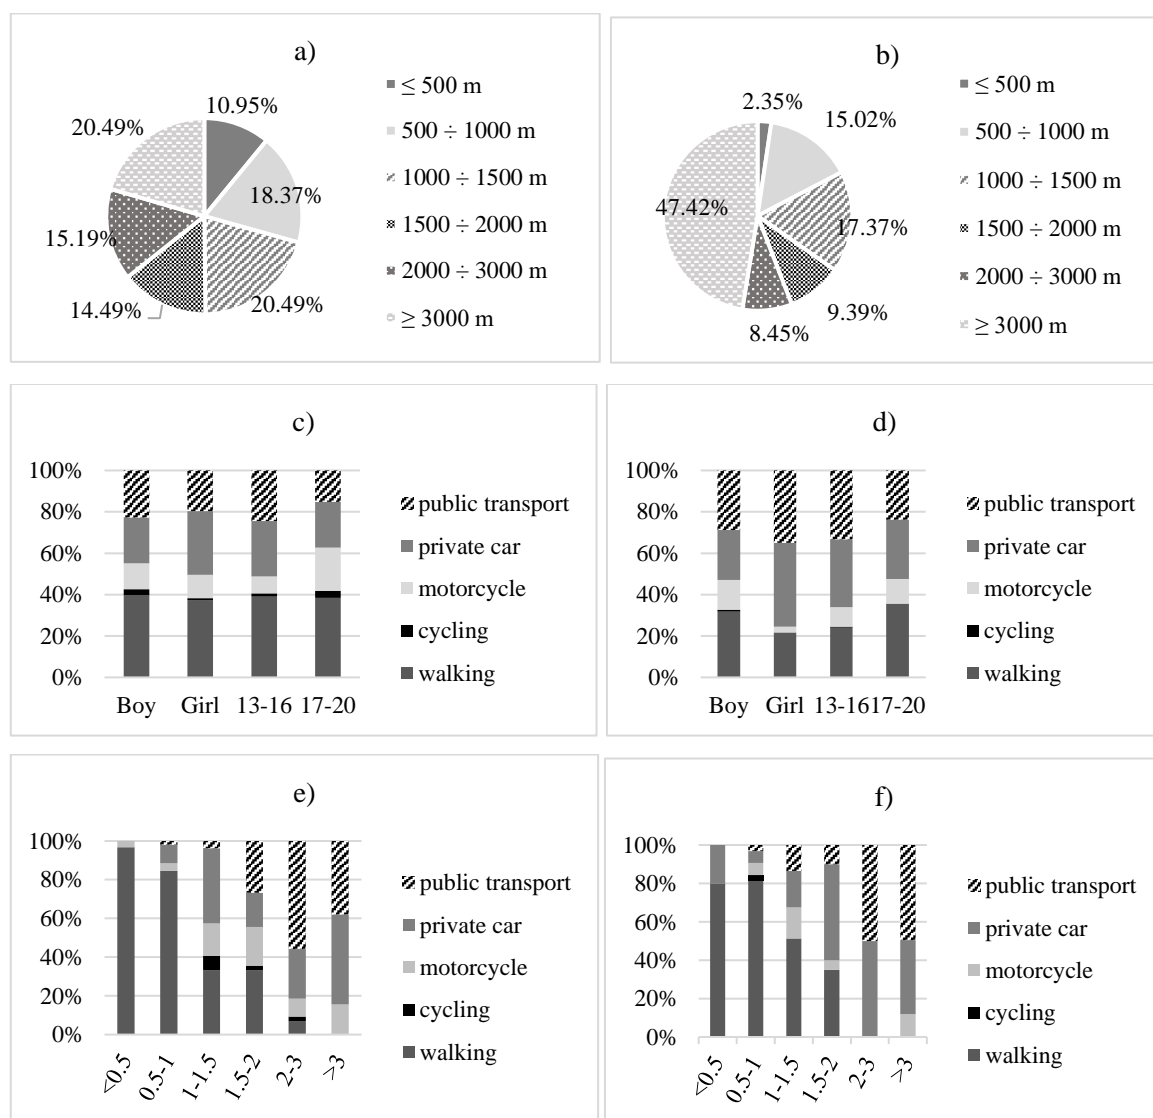 a)
10.95%
18.37%
20.49%
14.49%
15.19%
20.49%
≤ 500 m
500 ÷ 1000 m
1000 ÷ 1500 m
1500 ÷ 2000 m
2000 ÷ 3000 m
≥ 3000 m
b)
2.35%
15.02%
17.37%
9.39%
8.45%
47.42%
≤ 500 m
500 ÷ 1000 m
1000 ÷ 1500 m
1500 ÷ 2000 m
2000 ÷ 3000 m
≥ 3000 m
c)
100%
80%
60%
40%
20%
0%
Boy Girl 13-16 17-20
public transport
private car
motorcycle
cycling
walking
d)
100%
80%
60%
40%
20%
0%
Boy Girl 13-16 17-20
public transport
private car
motorcycle
cycling
walking
e)
100%
80%
60%
40%
20%
0%
<0.5 0.5-1 1-1.5 1.5-2 2-3 >3
public transport
private car
motorcycle
cycling
walking
f)
100%
80%
60%
40%
20%
0%
<0.5 0.5-1 1-1.5 1.5-2 2-3 >3
public transport
private car
motorcycle
cycling
walking